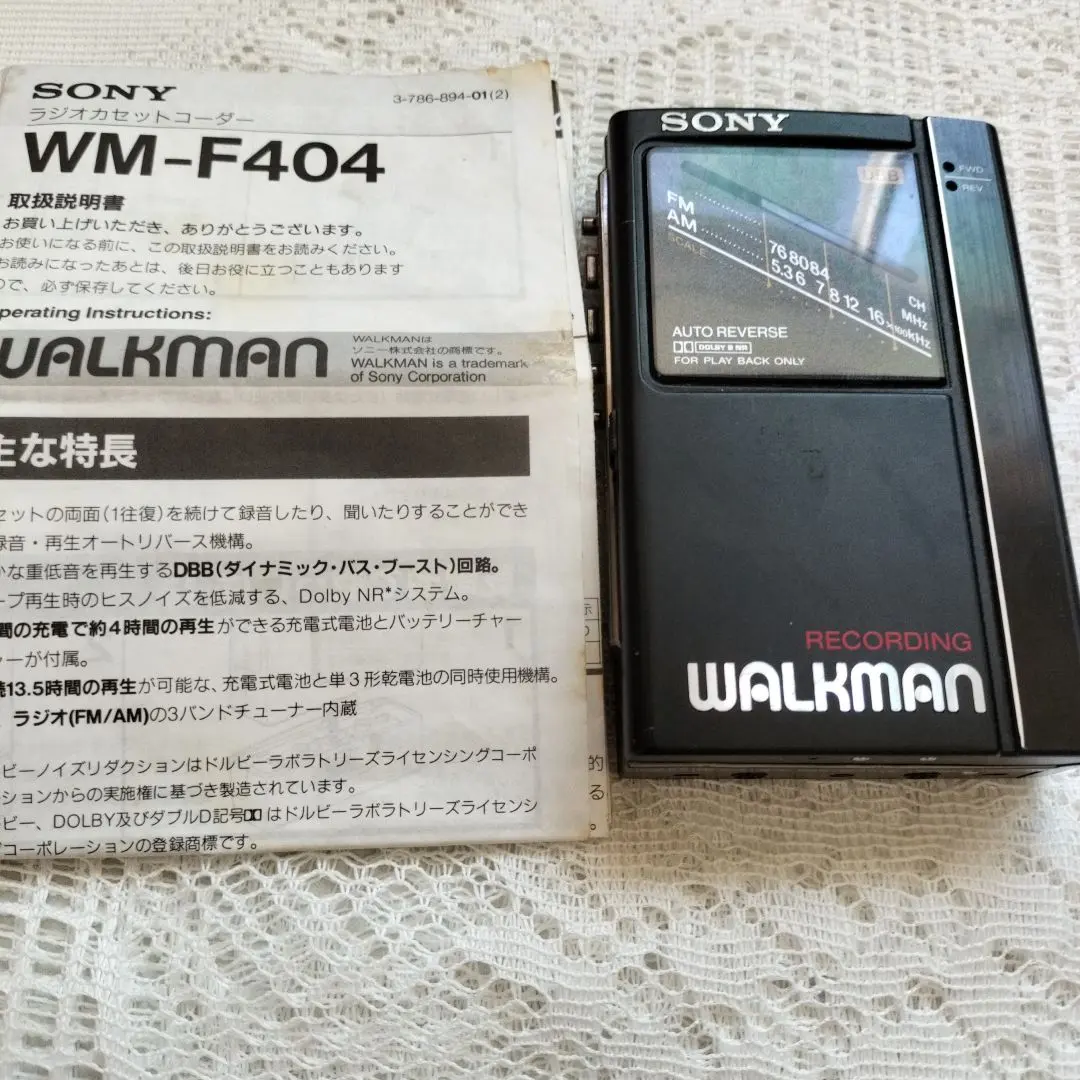 SONY
3-786-894-01(2)
ラジオカセットコーダー
WM-F404
取扱説明書
お買い上げいただき、ありがとうございます。
お使いになる前に、この取扱説明書をお読みください。
お読みになったあとは、後日お役に立つこともあります
ので、必ず保存してください。
perating Instructions:
WALKMAN
WALKMANは
ソニー株式会社の商標です。
WALKMAN is a trademark
of Sony Corporation
主な特長
セットの両面(1往復)を続けて録音したり、聞いたりすることができ
録音・再生オートリバース機構。
かな重低音を再生するDBB(ダイナミック・バス・ブースト)回路。
ープ再生時のヒスノイズを低減する、Dolby NR*システム。
間の充電で約4時間の再生ができる充電式電池とバッテリーチャー
ャーが付属。
続13.5時間の再生が可能な、充電式電池と単3形乾電池の同時使用機構。
ラジオ(FM/AM)の3バンドチューナー内蔵
ビーノイズリダクションはドルビーラボラトリーズライセンシングコーポ
ションからの実施権に基づき製造されています。
ビー、DOLBY及びダブルD記号はドルビーラボラトリーズライセンシ
グコーポレーションの登録商標です。
的
る
SONY
DBB
FWD
REV
FM
AM
SCALE
76 80 84
5.3 6 7 8 12 16 ×100kHz
CH
MHz
AUTO REVERSE
DOLBY B NR
FOR PLAY BACK ONLY
RECORDING
WALKMAN